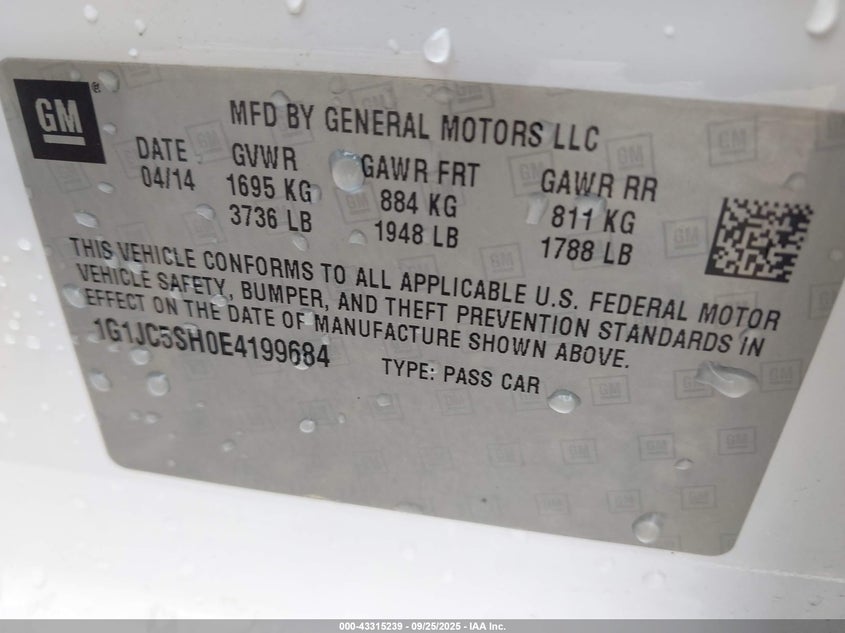 GM ®
MFD BY GENERAL MOTORS LLC
DATE GVWR GAWR FRT GAWR RR
04/14 1695 KG 884 KG 811 KG
3736 LB 1948 LB 1788 LB
THIS VEHICLE CONFORMS TO ALL APPLICABLE U.S. FEDERAL MOTOR
VEHICLE SAFETY, BUMPER, AND THEFT PREVENTION STANDARDS IN
EFFECT ON THE DATE OF MANUFACTURE SHOWN ABOVE.
1G1JC5SH0E4199684 TYPE: PASS CAR
000-43315239 - 09/25/2025 - IAA Inc.